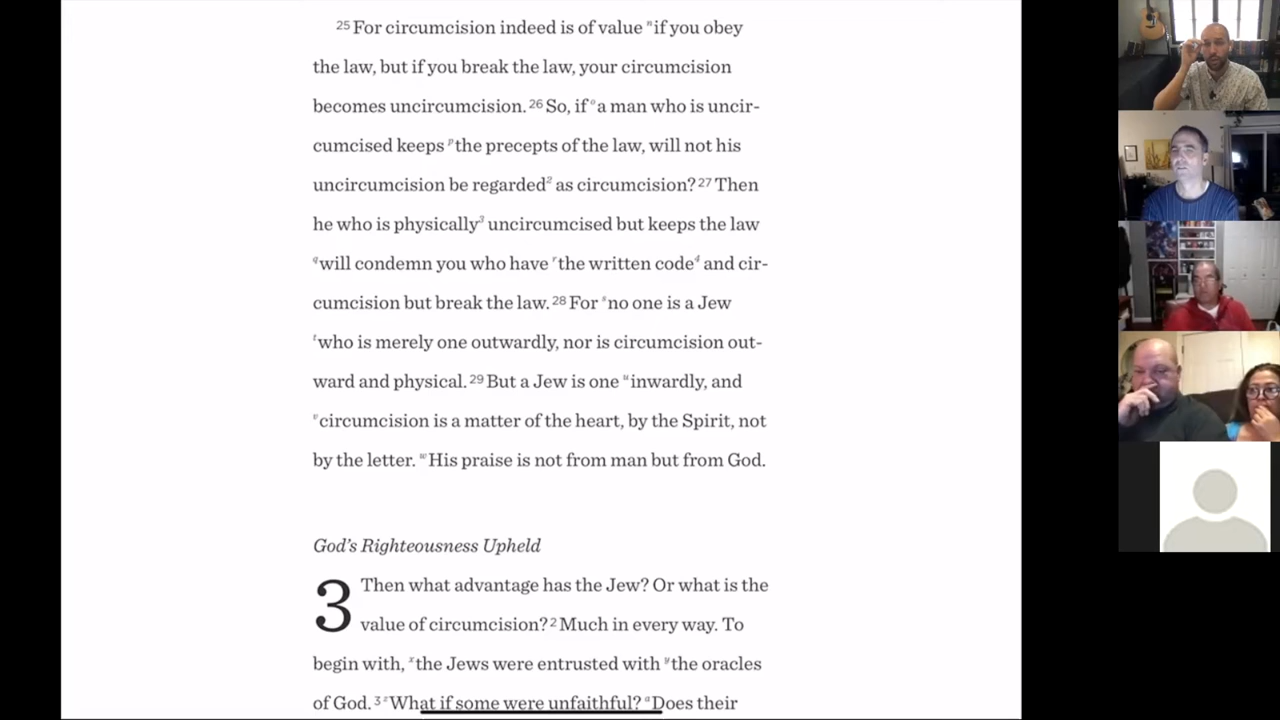 25 For circumcision indeed is of value n if you obey
the law, but if you break the law, your circumcision
becomes uncircumcision. 26 So, if o a man who is uncir-
cumcised keeps p the precepts of the law, will not his
uncircumcision be regarded2 as circumcision? 27 Then
he who is physically3 uncircumcised but keeps the law
q will condemn you who have r the written code4 and cir-
cumcision but break the law. 28 For s no one is a Jew
t who is merely one outwardly, nor is circumcision out-
ward and physical. 29 But a Jew is one u inwardly, and
v circumcision is a matter of the heart, by the Spirit, not
by the letter. w His praise is not from man but from God.
God’s Righteousness Upheld
3 Then what advantage has the Jew? Or what is the
value of circumcision? 2 Much in every way. To
begin with, x the Jews were entrusted with y the oracles
of God. 3 z What if some were unfaithful? a Does their